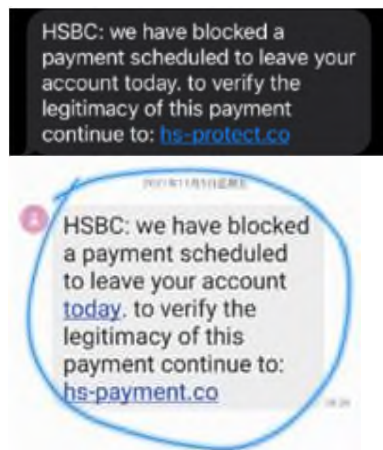 HSBC: we have blocked a
payment scheduled to leave your
account today. to verify the
legitimacy of this payment
continue to: hs-protect.co
HSBC: we have blocked
a payment scheduled
to leave your account
today. to verify the
legitimacy of this
payment continue to:
hs-payment.co